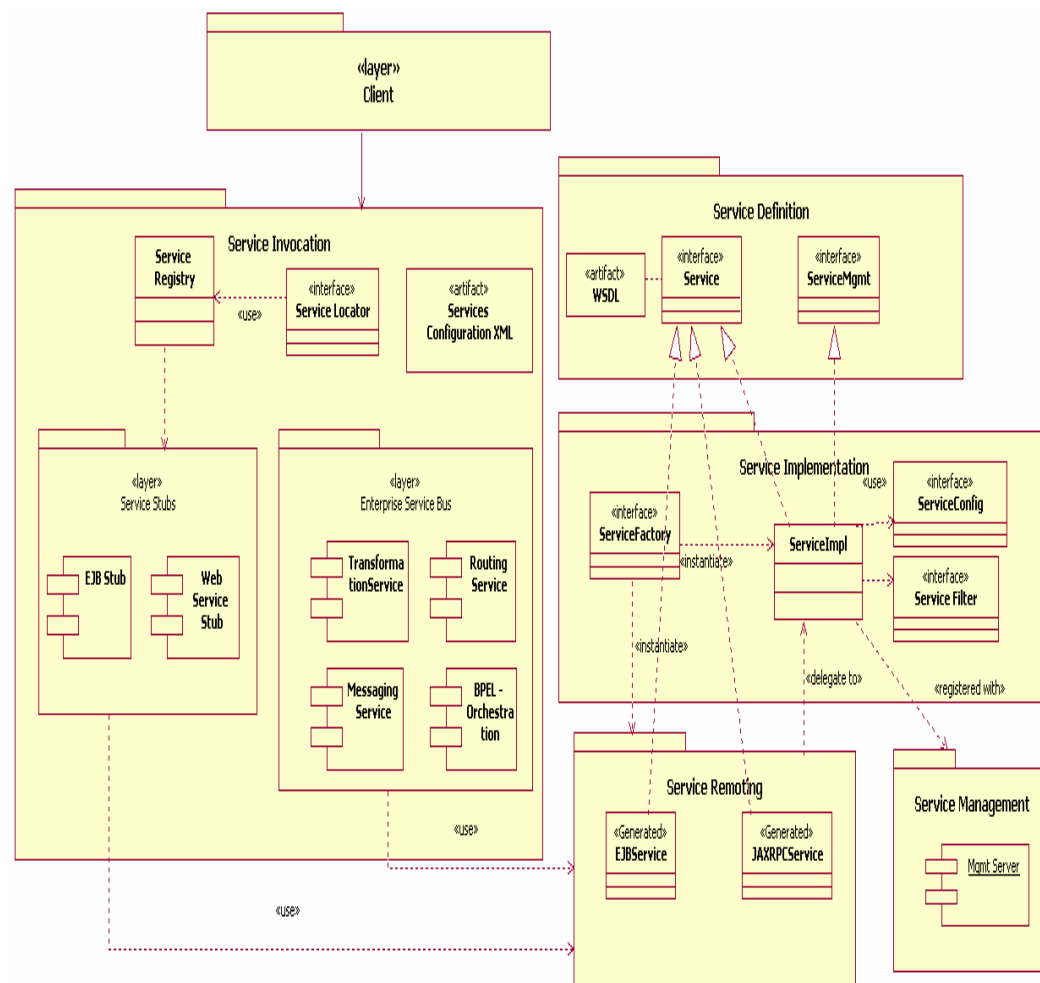 «layer»
Client
Service Invocation
Service
Registry
«use»
«interface»
Service Locator
«artifact»
Services
Configuration XML
«layer»
Service Stubs
EJB Stub
Web
Service
Stub
«layer»
Enterprise Service Bus
Transforma
tionService
Routing
Service
Messaging
Service
BPEL -
Orchestra
tion
«use»
«use»
Service Definition
«artifact»
WSDL
«interface»
Service
«interface»
ServiceMgmt
Service Implementation
«interface»
ServiceFactory
«instantiate»
ServiceImpl
«use»
«interface»
ServiceConfig
«interface»
Service Filter
«instantiate»
«delegate to»
«registered with»
Service Remoting
«Generated»
EJBService
«Generated»
JAXRPCService
Service Management
Mgmt Server